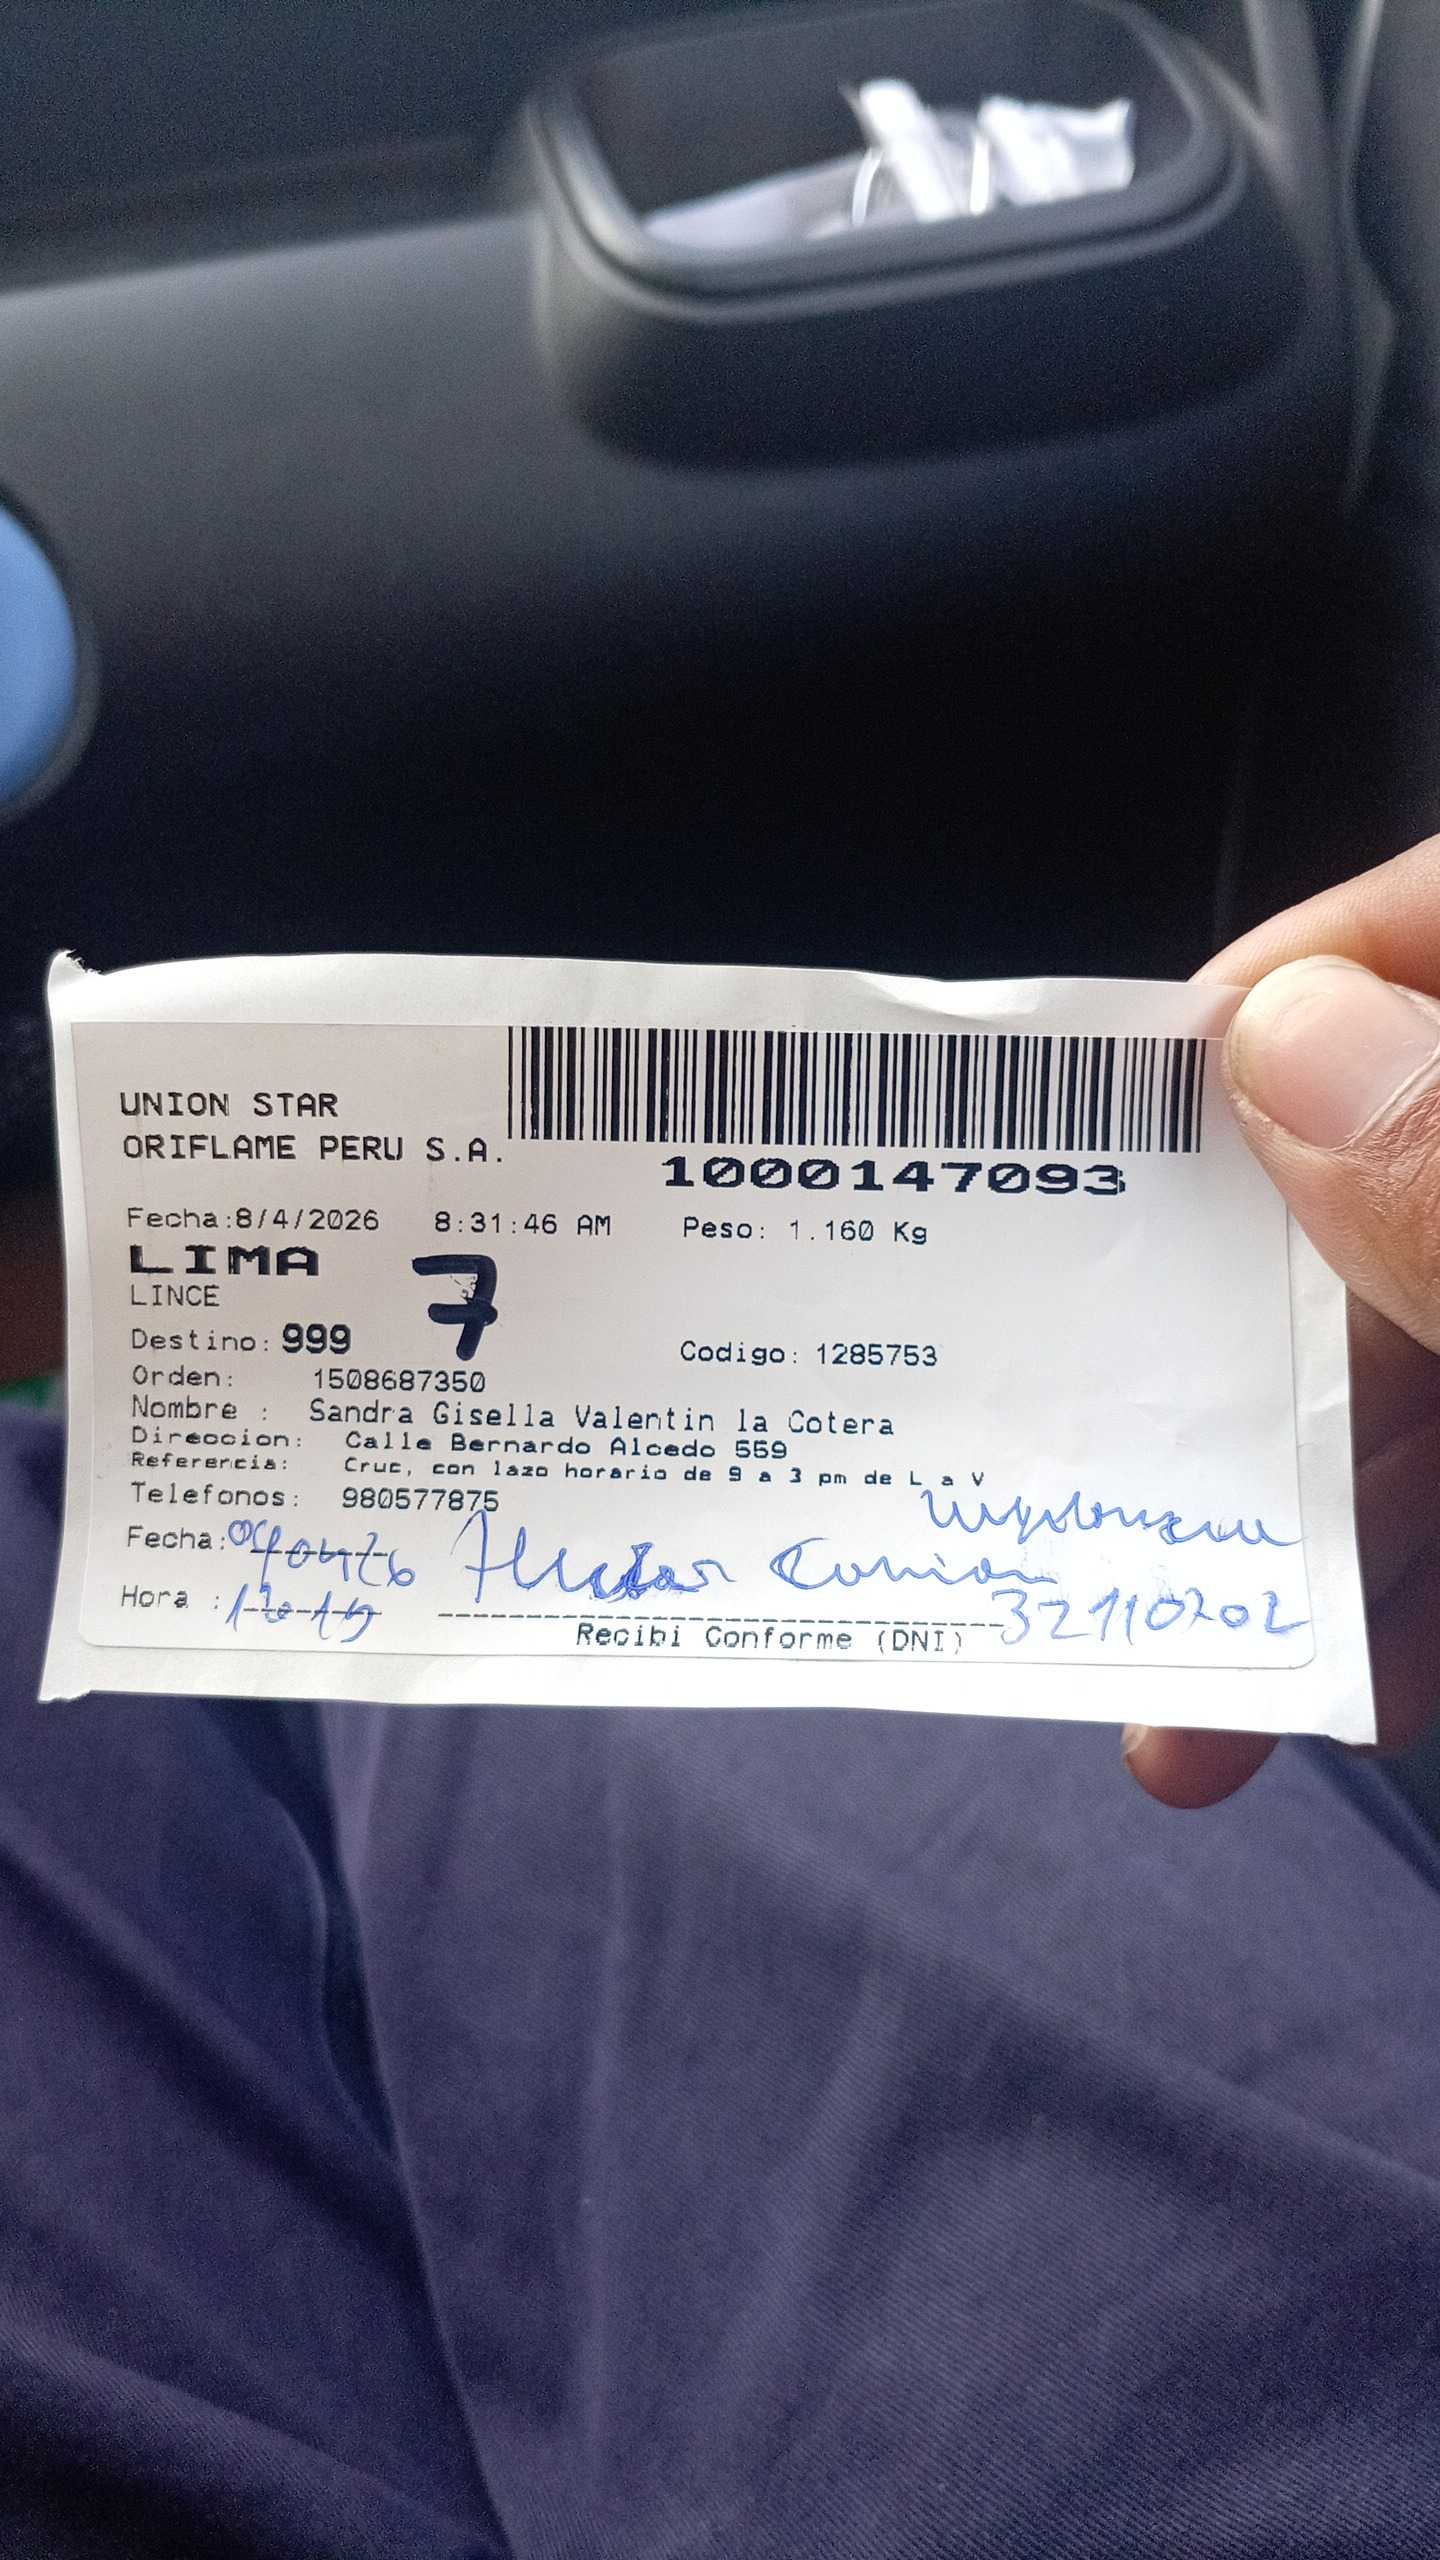 UNION STAR
ORIFLAME PERU S.A.
1000147093
Fecha:8/4/2026 8:31:46 AM Peso: 1.160 Kg
LIMA
7
LINCE
Destino: 999 Codigo: 1285753
Orden: 1508687350
Nombre : Sandra Gisella Valentin la Cotera
Direccion: Calle Bernardo Alcedo 559
Referencia: Cruc, con lazo horario de 9 a 3 pm de L a V
Telefonos: 980577875
Fecha:
Hora :
32110202
Recibi Conforme (DNI)